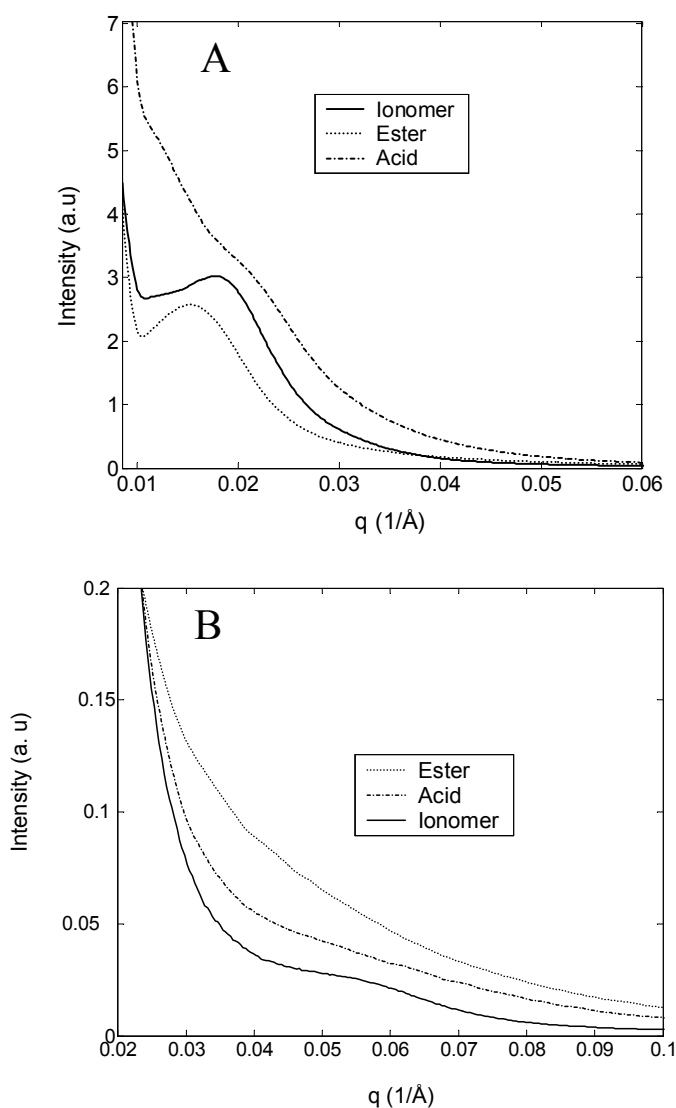 7
6
5
4
3
2
1
0
Intensity (a.u)
A
Ionomer
Ester
Acid
0.01 0.02 0.03 0.04 0.05 0.06
q (1/Å)
0.2
0.15
0.1
0.05
0
Intensity (a. u)
B
Ester
Acid
Ionomer
0.02 0.03 0.04 0.05 0.06 0.07 0.08 0.09 0.1
q (1/Å)